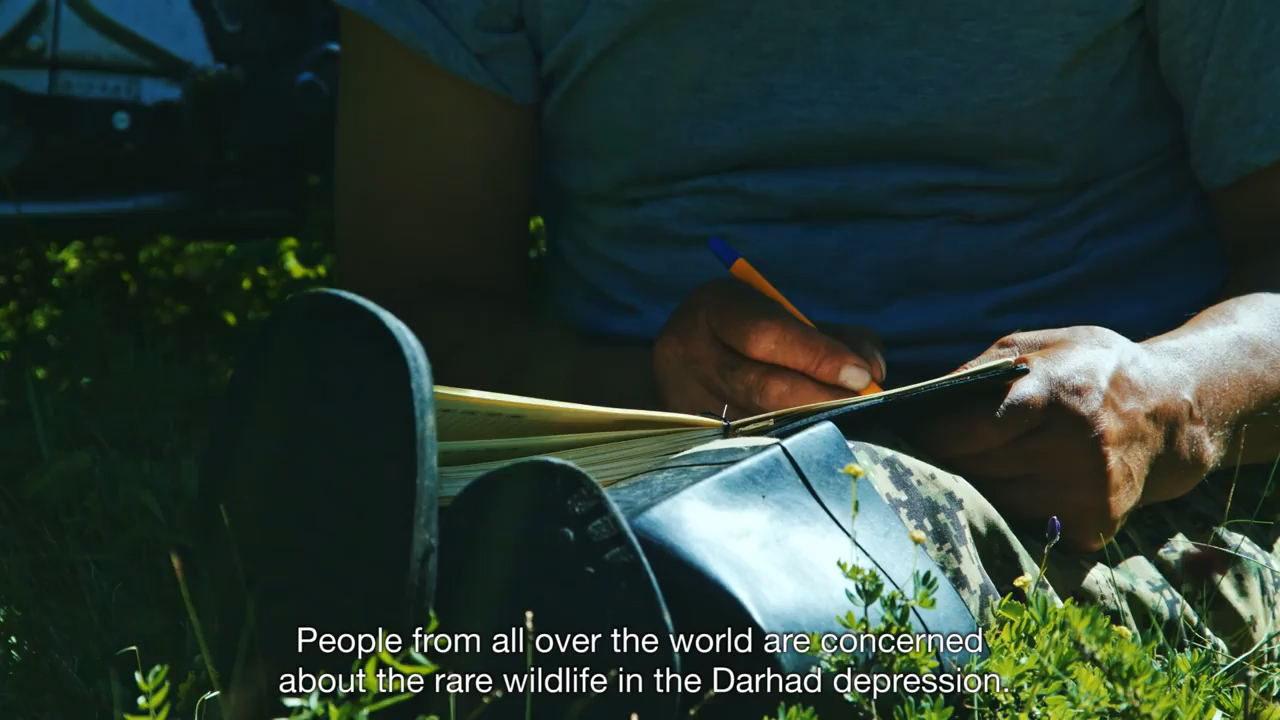 People from all over the world are concerned
about the rare wildlife in the Darhad depression.